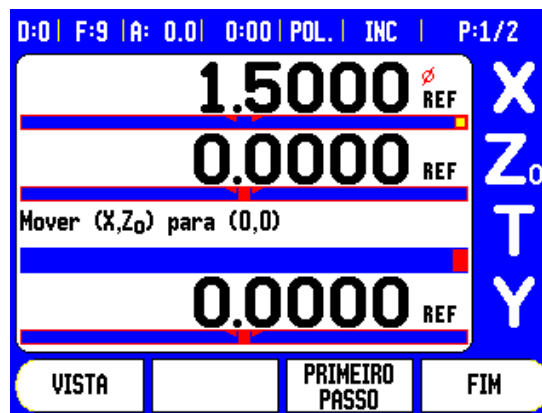 D:0 | F:9 | A: 0.0 | 0:00 | POL. | INC | P:1/2
1.5000 Ø REF X
0.0000 REF Z0
Mover (X,Z0) para (0,0)
T
0.0000 REF Y
VISTA
PRIMEIRO PASSO
FIM